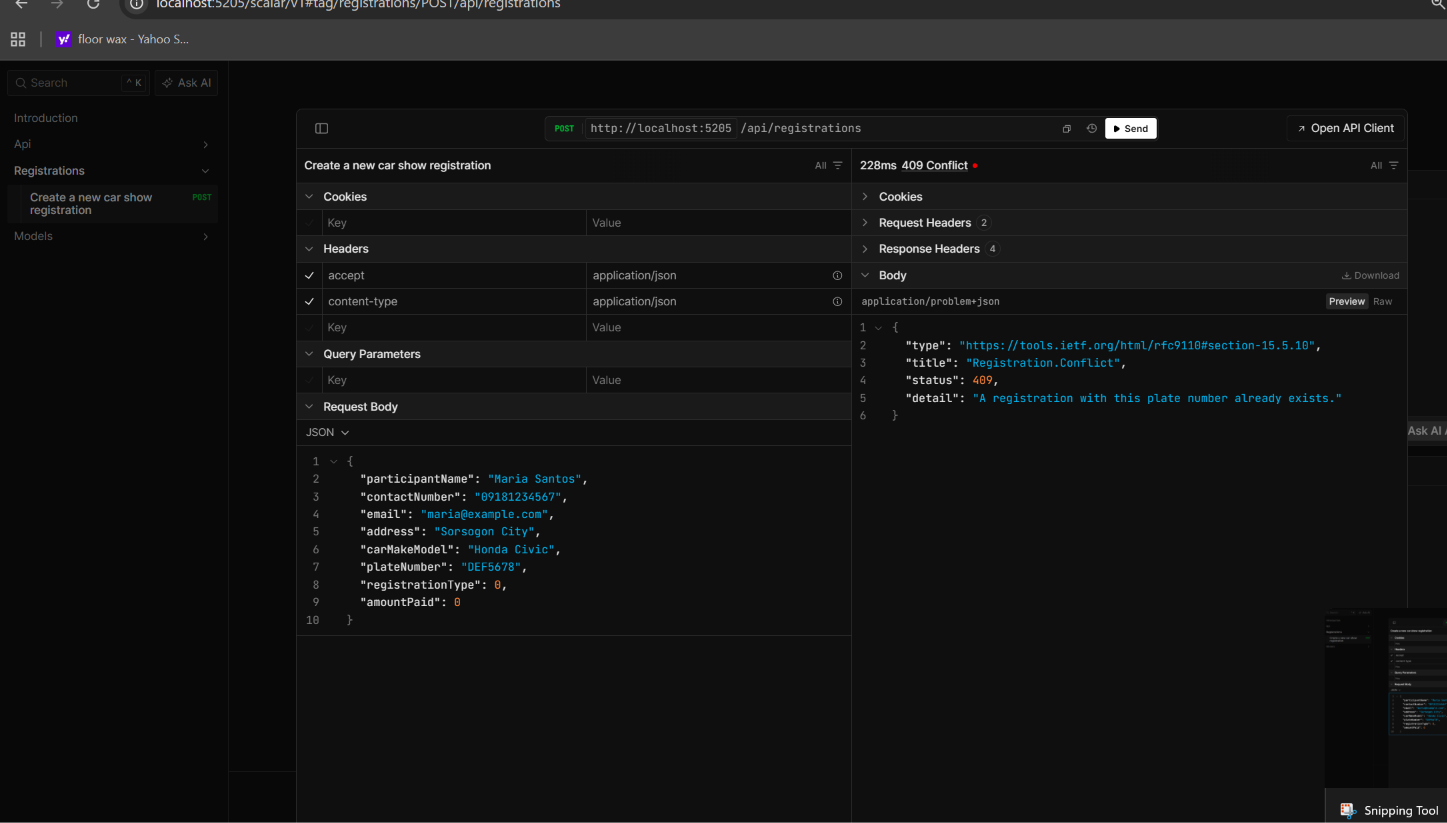 localhost:5205/scalar/v1#tag/registrations/POST/api/registrations
floor wax - Yahoo S...
Search
^ K
Ask AI
Introduction
Api
Registrations
Create a new car show registration
POST
Models
POST http://localhost:5205 /api/registrations
Send
Open API Client
Create a new car show registration
All
Cookies
Key Value
Headers
accept application/json
content-type application/json
Key Value
Query Parameters
Key Value
Request Body
JSON
1 {
2 "participantName": "Maria Santos",
3 "contactNumber": "09181234567",
4 "email": "maria@example.com",
5 "address": "Sorsogon City",
6 "carMakeModel": "Honda Civic",
7 "plateNumber": "DEF5678",
8 "registrationType": 0,
9 "amountPaid": 0
10 }
228ms 409 Conflict
All
Cookies
Request Headers 2
Response Headers 4
Body
Download
application/problem+json
Preview Raw
1 {
2 "type": "https://tools.ietf.org/html/rfc9110#section-15.5.10",
3 "title": "Registration.Conflict",
4 "status": 409,
5 "detail": "A registration with this plate number already exists."
6 }
Ask AI
Snipping Tool